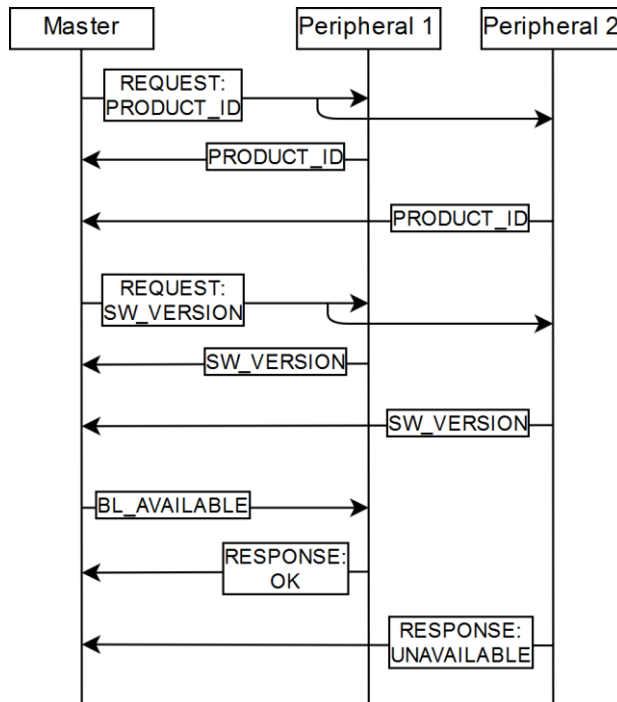 Master
Peripheral 1
Peripheral 2
REQUEST:
PRODUCT_ID
PRODUCT_ID
PRODUCT_ID
REQUEST:
SW_VERSION
SW_VERSION
SW_VERSION
BL_AVAILABLE
RESPONSE:
OK
RESPONSE:
UNAVAILABLE